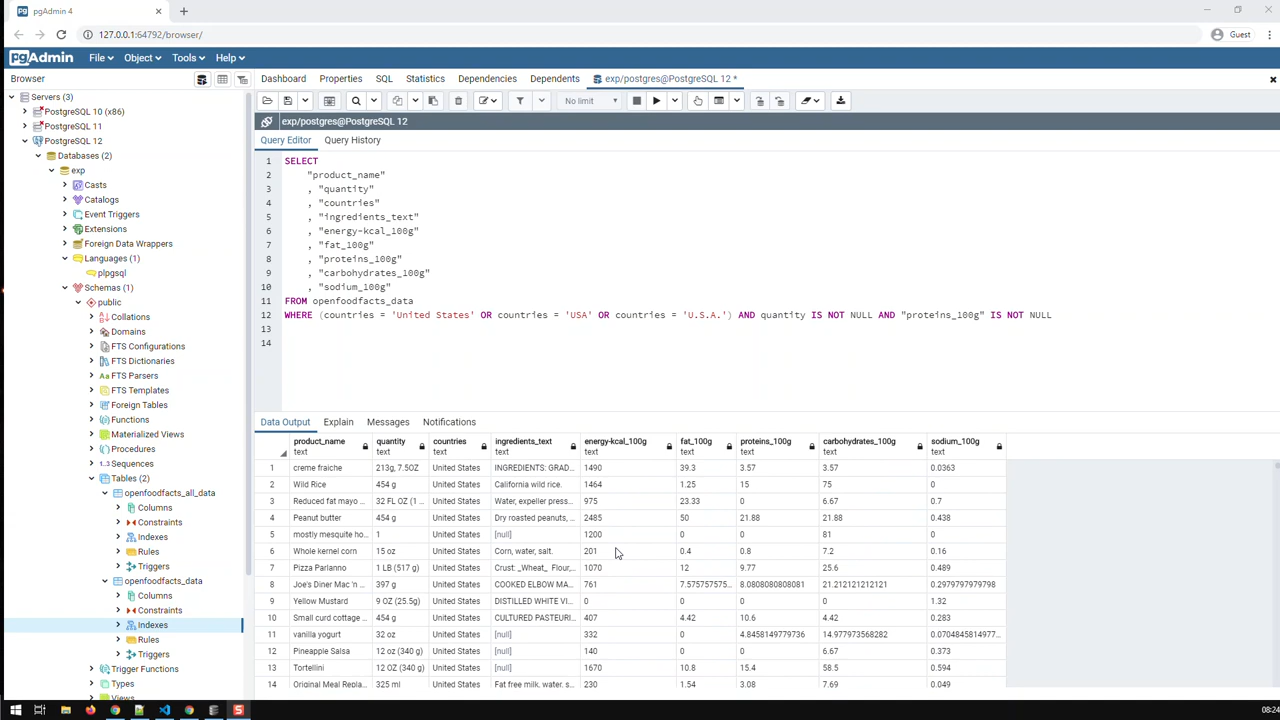 pgAdmin 4
127.0.0.1:64792/browser/
Guest
pgAdmin File Object Tools Help
Browser
Dashboard Properties SQL Statistics Dependencies Dependents exp/postgres@PostgreSQL 12 *
Servers (3)
PostgreSQL 10 (x86)
PostgreSQL 11
PostgreSQL 12
Databases (2)
exp
Casts
Catalogs
Event Triggers
Extensions
Foreign Data Wrappers
Languages (1)
plpgsql
Schemas (1)
public
Collations
Domains
FTS Configurations
FTS Dictionaries
FTS Parsers
FTS Templates
Foreign Tables
Functions
Materialized Views
Procedures
Sequences
Tables (2)
openfoodfacts_all_data
Columns
Constraints
Indexes
Rules
Triggers
openfoodfacts_data
Columns
Constraints
Indexes
Rules
Triggers
Trigger Functions
Types
Views
No limit
exp/postgres@PostgreSQL 12
Query Editor Query History
1 SELECT
2 "product_name"
3 , "quantity"
4 , "countries"
5 , "ingredients_text"
6 , "energy-kcal_100g"
7 , "fat_100g"
8 , "proteins_100g"
9 , "carbohydrates_100g"
10 , "sodium_100g"
11 FROM openfoodfacts_data
12 WHERE (countries = 'United States' OR countries = 'USA' OR countries = 'U.S.A.') AND quantity IS NOT NULL AND "proteins_100g" IS NOT NULL
13
14
Data Output Explain Messages Notifications
product_name quantity countries ingredients_text energy-kcal_100g fat_100g proteins_100g carbohydrates_100g sodium_100g
text text text text text text text text text
1 creme fraiche 213g, 7.5OZ United States INGREDIENTS: GRAD... 1490 39.3 3.57 3.57 0.0363
2 Wild Rice 454 g United States California wild rice. 1464 1.25 15 75 0
3 Reduced fat mayo ... 32 FL OZ (1 ... United States Water, expeller press... 975 23.33 0 0 0.7
4 Peanut butter 454 g United States Dry roasted peanuts, ... 2485 50 21.88 21.88 0.438
5 mostly mesquite ho... 1 United States [null] 1200 0 0 81 0
6 Whole kernel corn 15 oz United States Corn, water, salt. 201 0.4 0.8 7.2 0.16
7 Pizza Parlanno 1 LB (517 g) United States Crust: _Wheat_ Flour,... 1070 12 9.77 25.6 0.489
8 Joe's Diner Mac 'n ... 397 g United States COOKED ELBOW MA... 761 7.575757575... 8.0808080808081 21.212121212121 0.2979797979798
9 Yellow Mustard 9 OZ (25.5g) United States DISTILLED WHITE VI... 0 0 0 0 1.32
10 Small curd cottage ... 454 g United States CULTURED PASTEURI... 407 4.42 10.6 4.42 0.283
11 vanilla yogurt 32 oz United States [null] 332 0 4.8458149779736 14.977973568282 0.0704845814977...
12 Pineapple Salsa 12 oz (340 g) United States [null] 140 0 0 6.67 0.373
13 Tortellini 12 OZ (340 g) United States [null] 1670 10.8 15.4 58.5 0.594
14 Original Meal Repla... 325 ml United States Fat free milk, water, s... 230 1.54 3.08 7.69 0.049
08:24